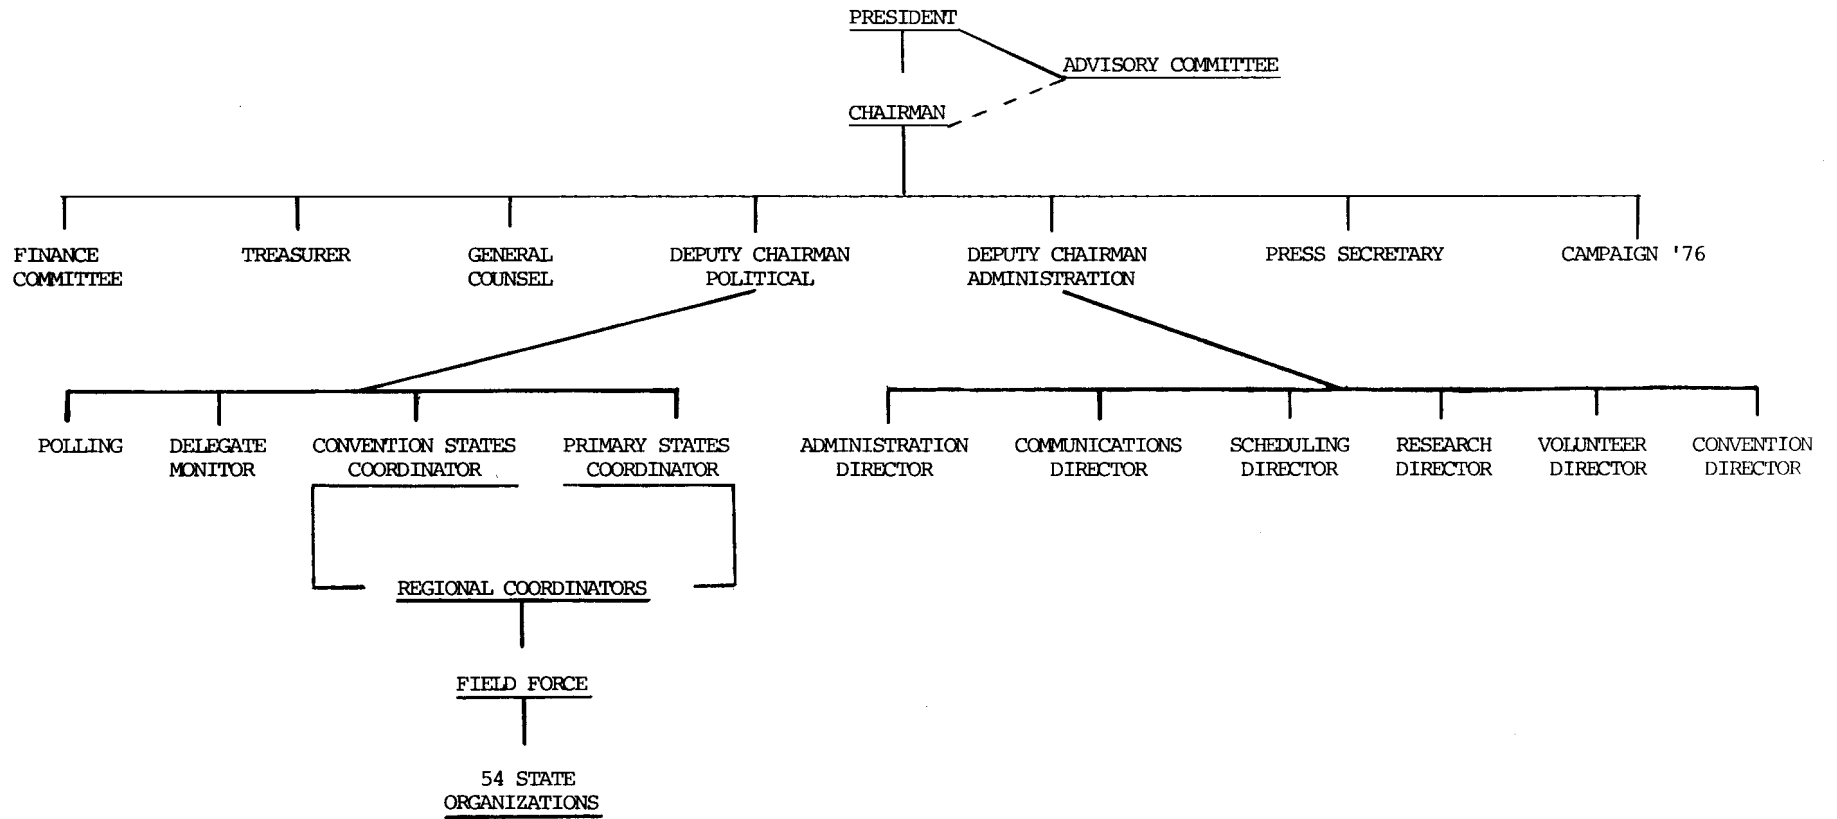 PRESIDENT
ADVISORY COMMITTEE
CHAIRMAN
FINANCE
COMMITTEE
TREASURER
GENERAL
COUNSEL
DEPUTY CHAIRMAN
POLITICAL
DEPUTY CHAIRMAN
ADMINISTRATION
PRESS SECRETARY
CAMPAIGN '76
POLLING
DELEGATE
MONITOR
CONVENTION STATES
COORDINATOR
PRIMARY STATES
COORDINATOR
ADMINISTRATION
DIRECTOR
COMMUNICATIONS
DIRECTOR
SCHEDULING
DIRECTOR
RESEARCH
DIRECTOR
VOLUNTEER
DIRECTOR
CONVENTION
DIRECTOR
REGIONAL COORDINATORS
FIELD FORCE
54 STATE
ORGANIZATIONS